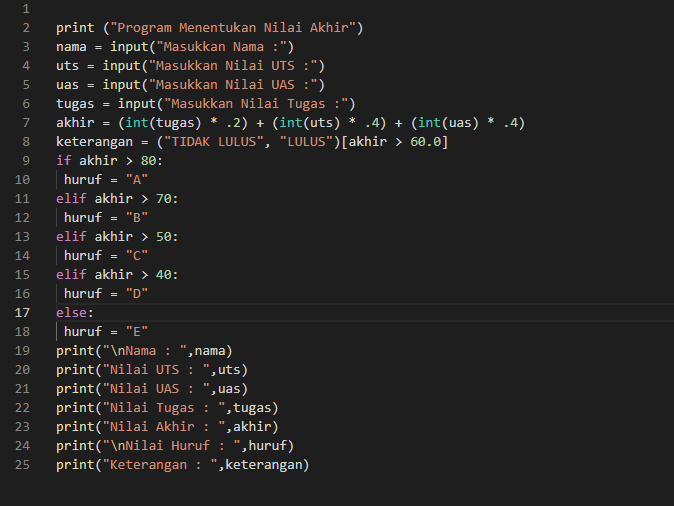 1
2 print ("Program Menentukan Nilai Akhir")
3 nama = input("Masukkan Nama :")
4 uts = input("Masukkan Nilai UTS :")
5 uas = input("Masukkan Nilai UAS :")
6 tugas = input("Masukkan Nilai Tugas :")
7 akhir = (int(tugas) * .2) + (int(uts) * .4) + (int(uas) * .4)
8 keterangan = ("TIDAK LULUS", "LULUS")[akhir > 60.0]
9 if akhir > 80:
10  huruf = "A"
11 elif akhir > 70:
12  huruf = "B"
13 elif akhir > 50:
14  huruf = "C"
15 elif akhir > 40:
16  huruf = "D"
17 else:
18  huruf = "E"
19 print("\nNama : ",nama)
20 print("Nilai UTS : ",uts)
21 print("Nilai UAS : ",uas)
22 print("Nilai Tugas : ",tugas)
23 print("Nilai Akhir : ",akhir)
24 print("\nNilai Huruf : ",huruf)
25 print("Keterangan : ",keterangan)